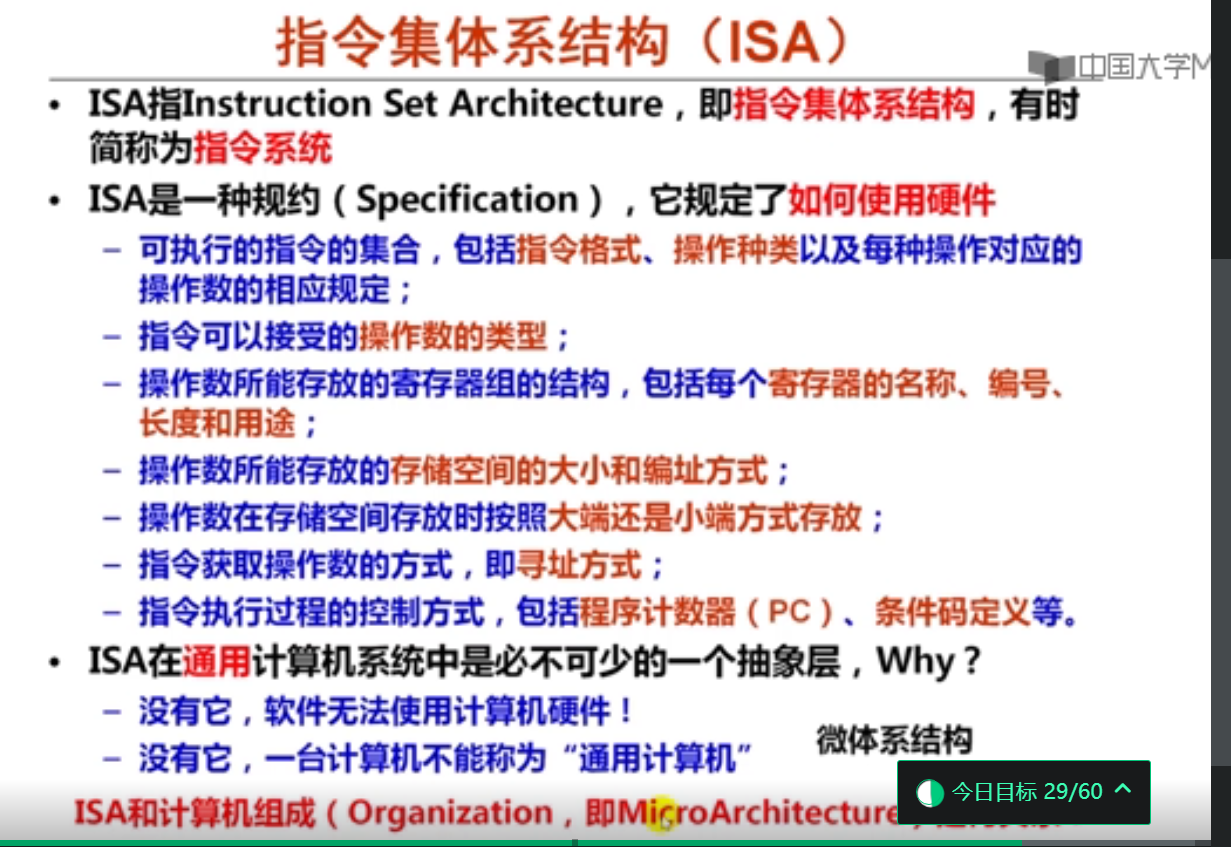 指令集体系结构（ISA）
中国大学M
• ISA指Instruction Set Architecture，即指令集体系结构，有时
简称为指令系统
• ISA是一种规约（Specification），它规定了如何使用硬件
– 可执行的指令的集合，包括指令格式、操作种类以及每种操作对应的
操作数的相应规定；
– 指令可以接受的操作数的类型；
– 操作数所能存放的寄存器组的结构，包括每个寄存器的名称、编号、
长度和用途；
– 操作数所能存放的存储空间的大小和编址方式；
– 操作数在存储空间存放时按照大端还是小端方式存放；
– 指令获取操作数的方式，即寻址方式；
– 指令执行过程的控制方式，包括程序计数器（PC）、条件码定义等。
• ISA在通用计算机系统中是必不可少的一个抽象层，Why？
– 没有它，软件无法使用计算机硬件！
– 没有它，一台计算机不能称为“通用计算机”
微体系结构
今日目标 29/60
ISA和计算机组成（Organization，即MicroArchitecture